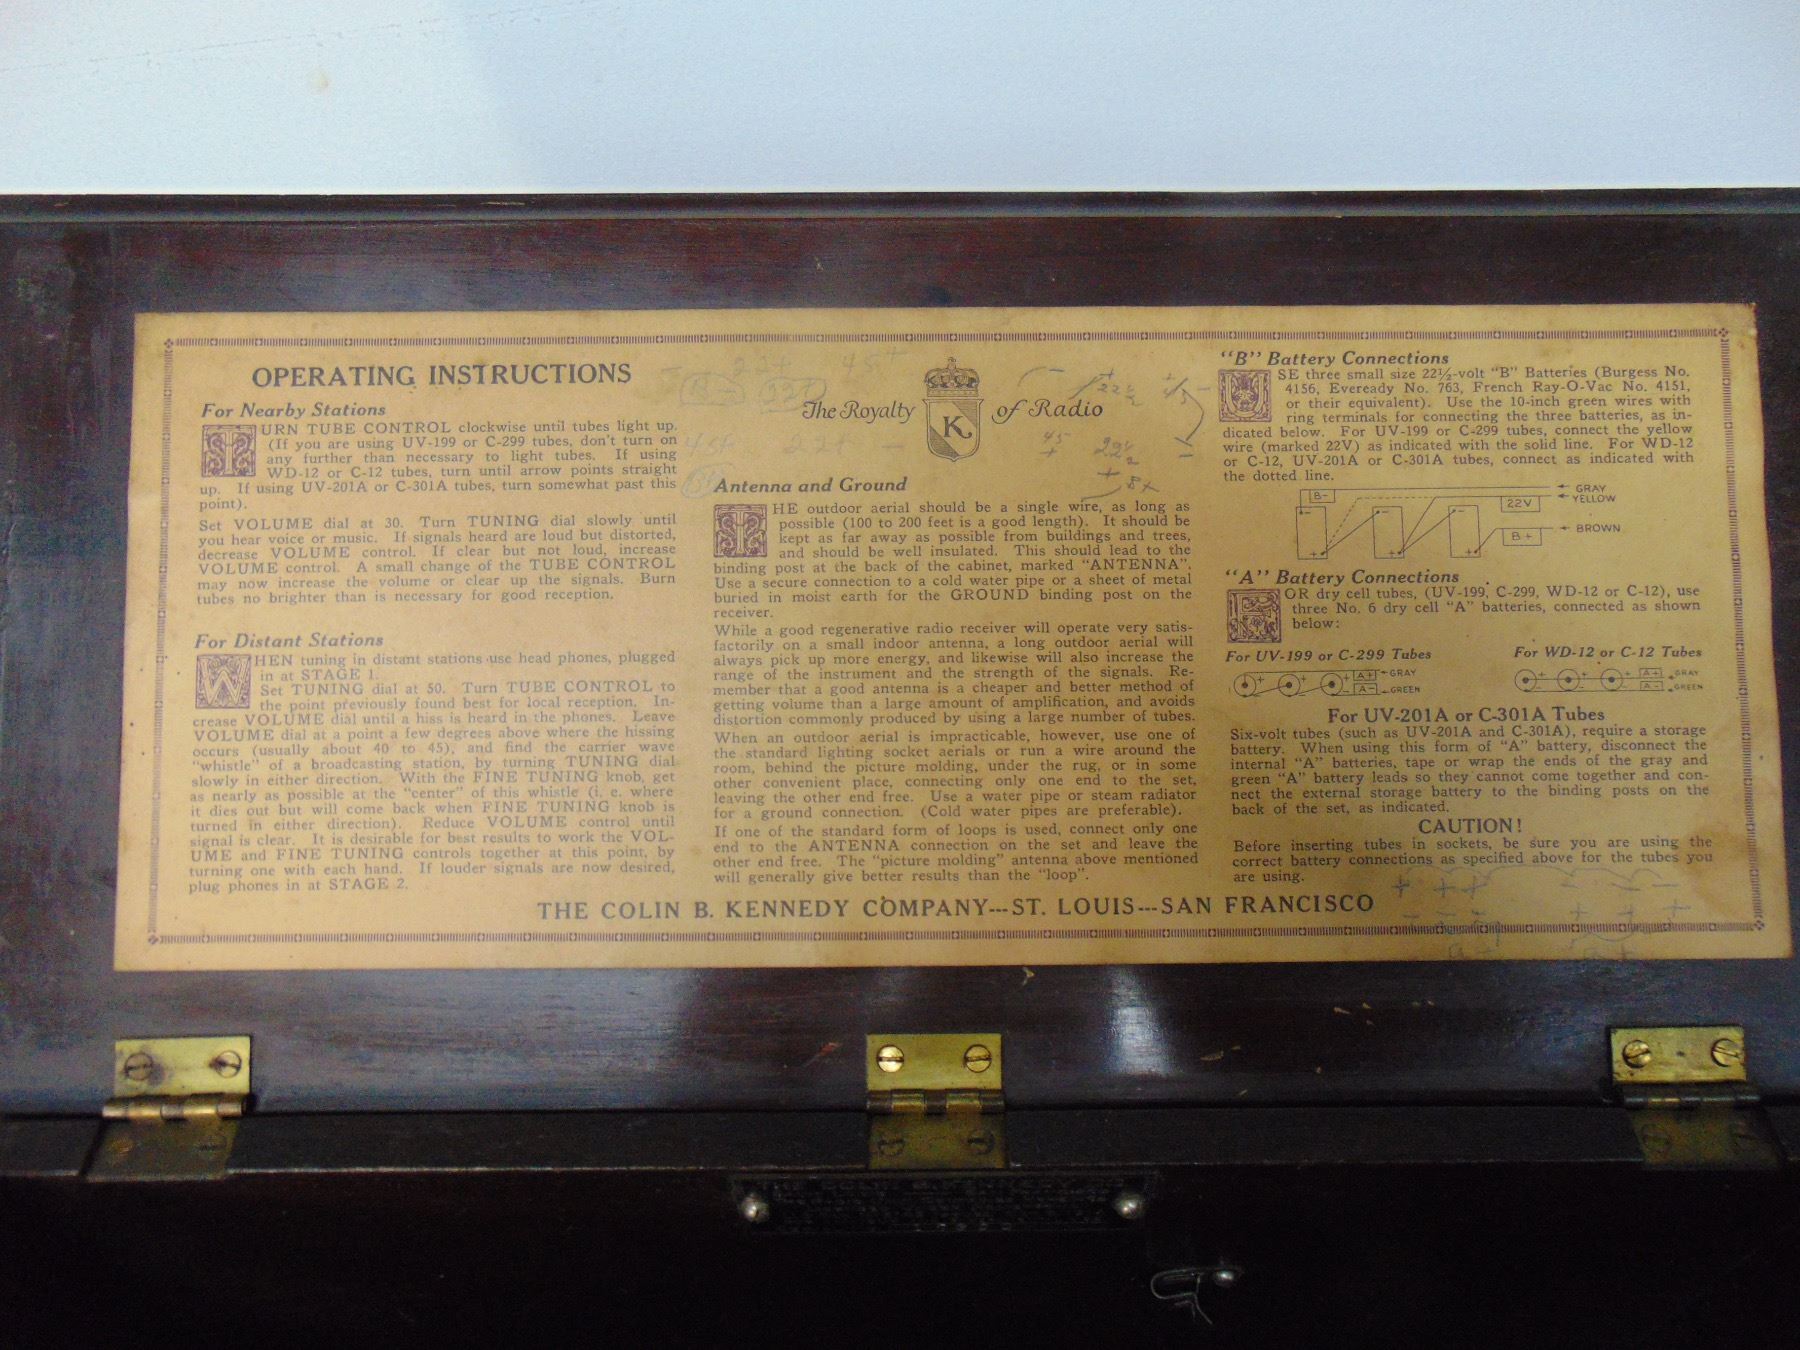 OPERATING INSTRUCTIONS
For Nearby Stations
TURN TUBE CONTROL clockwise until tubes light up.
(If you are using UV-199 or C-299 tubes, don't turn on
any further than necessary to light tubes. If using
WD-12 or C-12 tubes, turn until arrow points straight
up. If using UV-201A or C-301A tubes, turn somewhat past this
point).
Set VOLUME dial at 30. Turn TUNING dial slowly until
you hear voice or music. If signals heard are loud but distorted,
decrease VOLUME control. If clear but not loud, increase
VOLUME control. A small change of the TUBE CONTROL
may now increase the volume or clear up the signals. Burn
tubes no brighter than is necessary for good reception.
For Distant Stations
WHEN tuning in distant stations use head phones, plugged
in at STAGE 1.
Set TUNING dial at 50. Turn TUBE CONTROL to
the point previously found best for local reception. In-
crease VOLUME dial until a hiss is heard in the phones. Leave
VOLUME dial at a point a few degrees above where the hissing
occurs (usually about 40 to 45), and find the carrier wave
"whistle" of a broadcasting station, by turning TUNING dial
slowly in either direction. With the FINE TUNING knob, get
as nearly as possible at the "center" of this whistle (i. e. where
it dies out but will come back when FINE TUNING knob is
turned in either direction). Reduce VOLUME control until
signal is clear. It is desirable for best results to work the VOL-
UME and FINE TUNING controls together at this point, by
turning one with each hand. If louder signals are now desired,
plug phones in at STAGE 2.
The Royalty K of Radio
45+
22½
45
+
22½
+
B+
Antenna and Ground
THE outdoor aerial should be a single wire, as long as
possible (100 to 200 feet is a good length). It should be
kept as far away as possible from buildings and trees,
and should be well insulated. This should lead to the
binding post at the back of the cabinet, marked "ANTENNA".
Use a secure connection to a cold water pipe or a sheet of metal
buried in moist earth for the GROUND binding post on the
receiver.
While a good regenerative radio receiver will operate very satis-
factorily on a small indoor antenna, a long outdoor aerial will
always pick up more energy, and likewise will also increase the
range of the instrument and the strength of the signals. Re-
member that a good antenna is a cheaper and better method of
getting volume than a large amount of amplification, and avoids
distortion commonly produced by using a large number of tubes.
When an outdoor aerial is impracticable, however, use one of
the standard lighting socket aerials or run a wire around the
room, behind the picture molding, under the rug, or in some
other convenient place, connecting only one end to the set,
leaving the other end free. Use a water pipe or steam radiator
for a ground connection. (Cold water pipes are preferable).
If one of the standard form of loops is used, connect only one
end to the ANTENNA connection on the set and leave the
other end free. The "picture molding" antenna above mentioned
will generally give better results than the "loop".
"B" Battery Connections
USE three small size 22½-volt "B" Batteries (Burgess No.
4156, Eveready No. 763, French Ray-O-Vac No. 4151,
or their equivalent). Use the 10-inch green wires with
ring terminals for connecting the three batteries, as in-
dicated below. For UV-199 or C-299 tubes, connect the yellow
wire (marked 22V) as indicated with the solid line. For WD-12
or C-12, UV-201A or C-301A tubes, connect as indicated with
the dotted line.
B- GRAY
22V YELLOW
B+ BROWN
"A" Battery Connections
FOR dry cell tubes, (UV-199, C-299, WD-12 or C-12), use
three No. 6 dry cell "A" batteries, connected as shown
below:
For UV-199 or C-299 Tubes For WD-12 or C-12 Tubes
A+ GRAY A+ GRAY
A- GREEN A- GREEN
For UV-201A or C-301A Tubes
Six-volt tubes (such as UV-201A and C-301A), require a storage
battery. When using this form of "A" battery, disconnect the
internal "A" batteries, tape or wrap the ends of the gray and
green "A" battery leads so they cannot come together and con-
nect the external storage battery to the binding posts on the
back of the set, as indicated.
CAUTION!
Before inserting tubes in sockets, be sure you are using the
correct battery connections as specified above for the tubes you
are using.
THE COLIN B. KENNEDY COMPANY---ST. LOUIS---SAN FRANCISCO